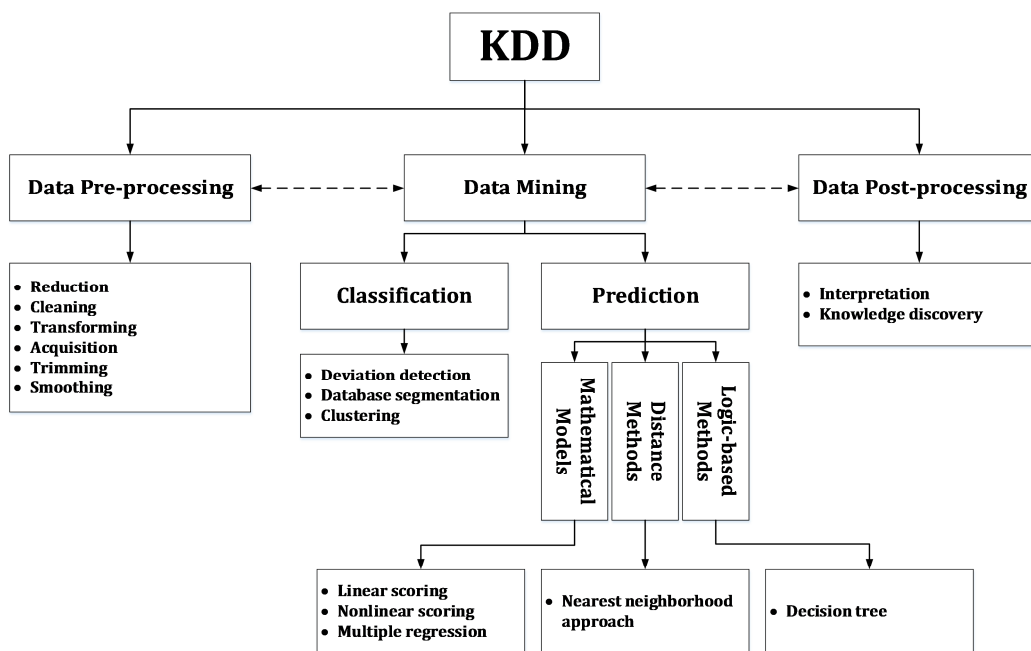 KDD
Data Pre-processing
Data Mining
Data Post-processing
• Reduction
• Cleaning
• Transforming
• Acquisition
• Trimming
• Smoothing
Classification
Prediction
• Interpretation
• Knowledge discovery
• Deviation detection
• Database segmentation
• Clustering
Mathematical
Models
Distance
Methods
Logic-based
Methods
• Linear scoring
• Nonlinear scoring
• Multiple regression
• Nearest neighborhood
approach
• Decision tree